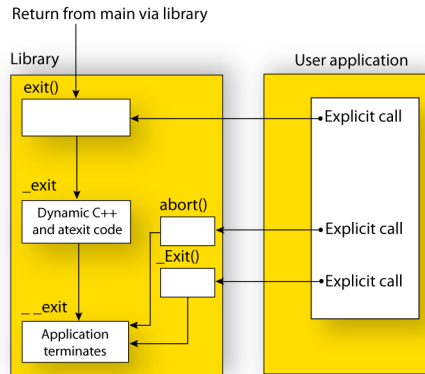 Return from main via library
Library
User application
exit()
Explicit call
_exit
Dynamic C++
and atexit code
abort()
Explicit call
_Exit()
Explicit call
_ _exit
Application
terminates